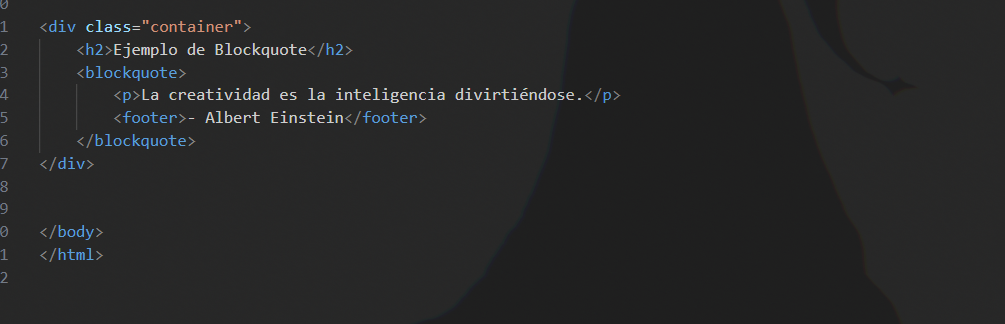 0
1 <div class="container">
2 <h2>Ejemplo de Blockquote</h2>
3 <blockquote>
4 <p>La creatividad es la inteligencia divirtiéndose.</p>
5 <footer>- Albert Einstein</footer>
6 </blockquote>
7 </div>
8
9
0 </body>
1 </html>
2